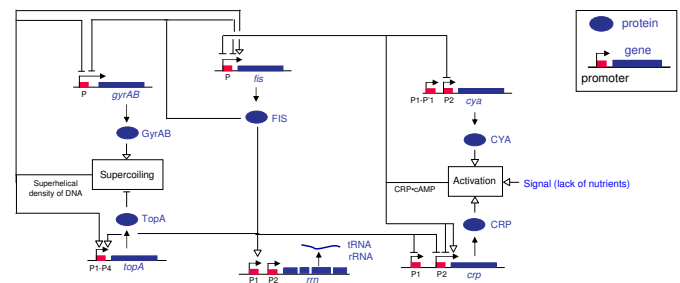 protein
gene
promoter
P
fis
P
gyrAB
P1-P'1
P2
cya
FIS
GyrAB
CYA
Supercoiling
Superhelical
density of DNA
Activation
CRP•cAMP
Signal (lack of nutrients)
TopA
CRP
tRNA
rRNA
P1-P4
topA
P1
P2
rrn
P1
P2
crp